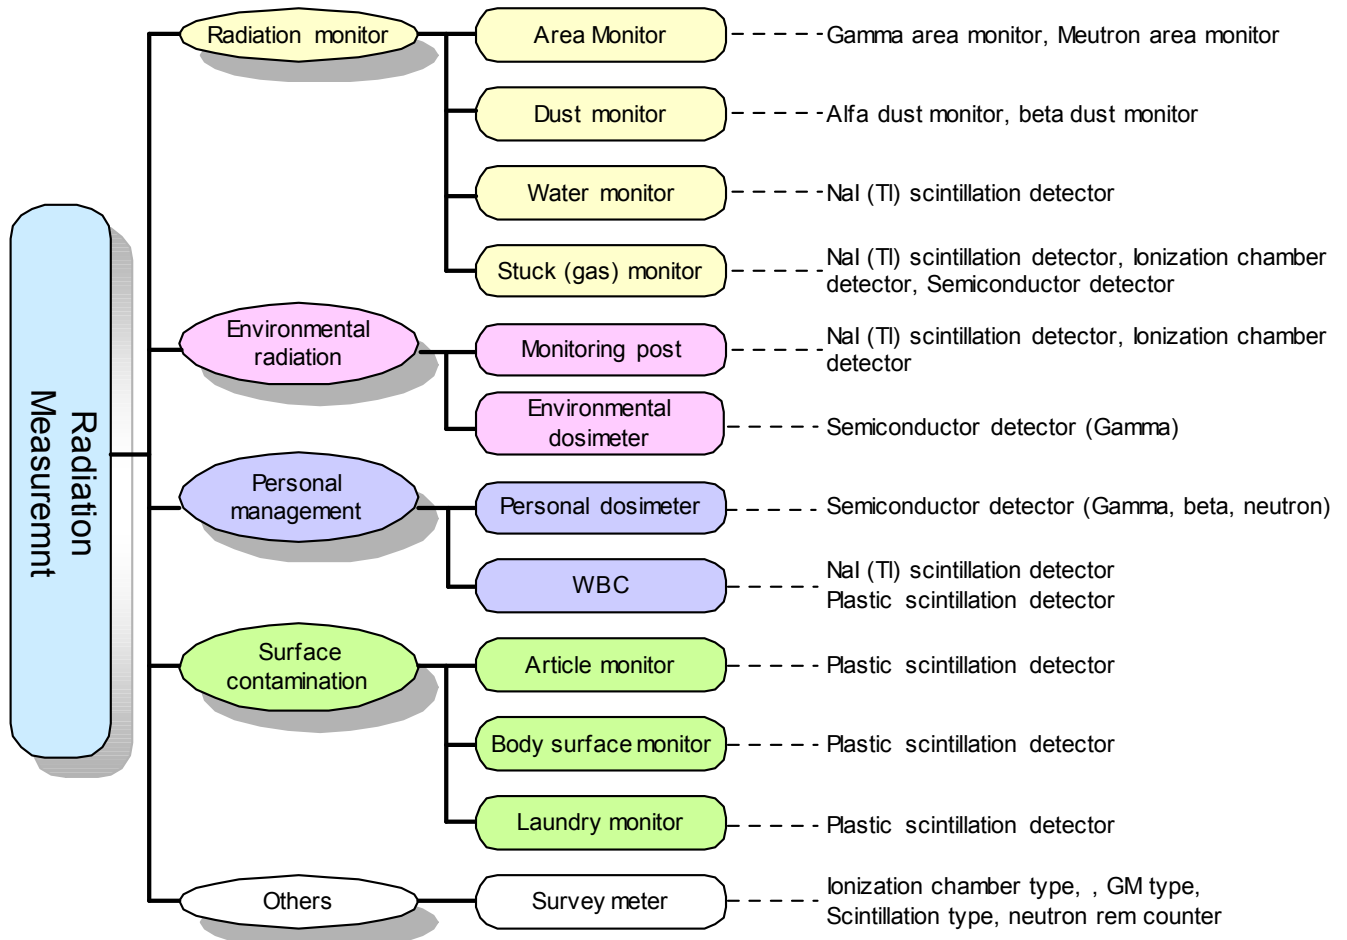 Radiation
Measuremnt
Radiation monitor
Area Monitor
Gamma area monitor, Meutron area monitor
Dust monitor
Alfa dust monitor, beta dust monitor
Water monitor
NaI (Tl) scintillation detector
Stuck (gas) monitor
NaI (Tl) scintillation detector, Ionization chamber
detector, Semiconductor detector
Environmental
radiation
Monitoring post
NaI (Tl) scintillation detector, Ionization chamber
detector
Environmental
dosimeter
Semiconductor detector (Gamma)
Personal
management
Personal dosimeter
Semiconductor detector (Gamma, beta, neutron)
WBC
NaI (Tl) scintillation detector
Plastic scintillation detector
Surface
contamination
Article monitor
Plastic scintillation detector
Body surface monitor
Plastic scintillation detector
Laundry monitor
Plastic scintillation detector
Others
Survey meter
Ionization chamber type, , GM type,
Scintillation type, neutron rem counter